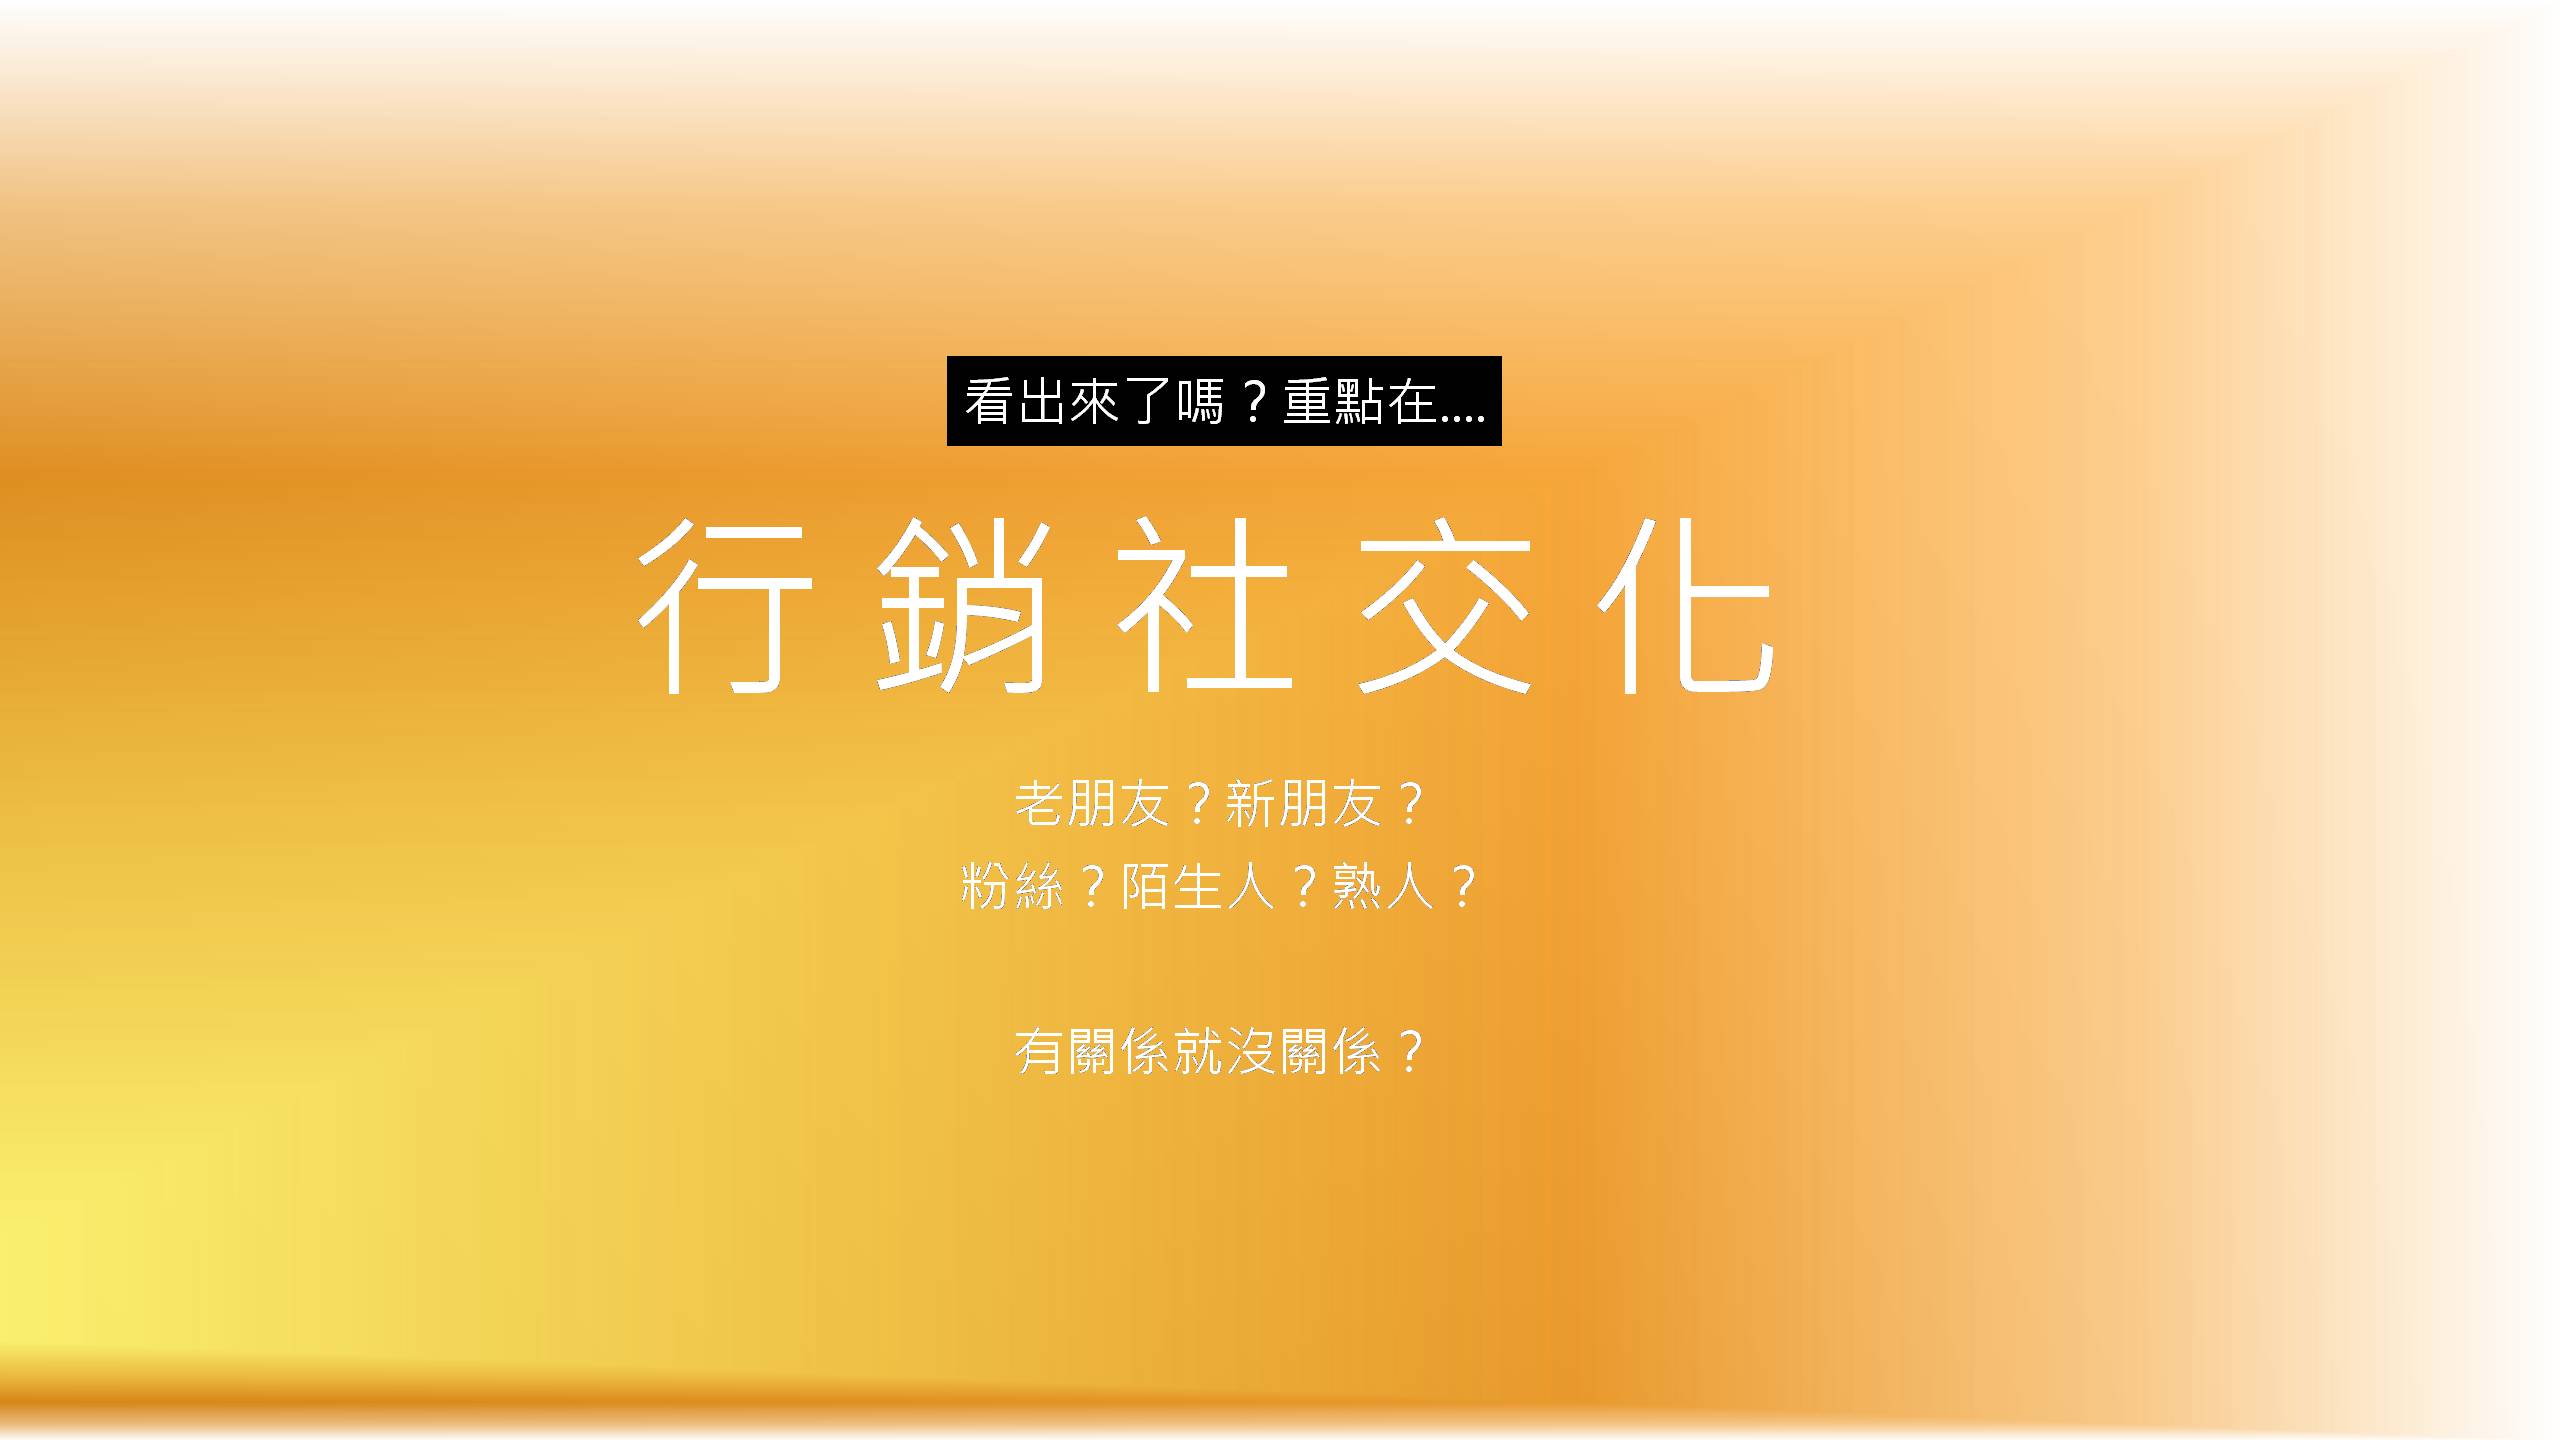 看出來了嗎？重點在....
行銷社交化
老朋友？新朋友？
粉絲？陌生人？熟人？
有關係就沒關係？